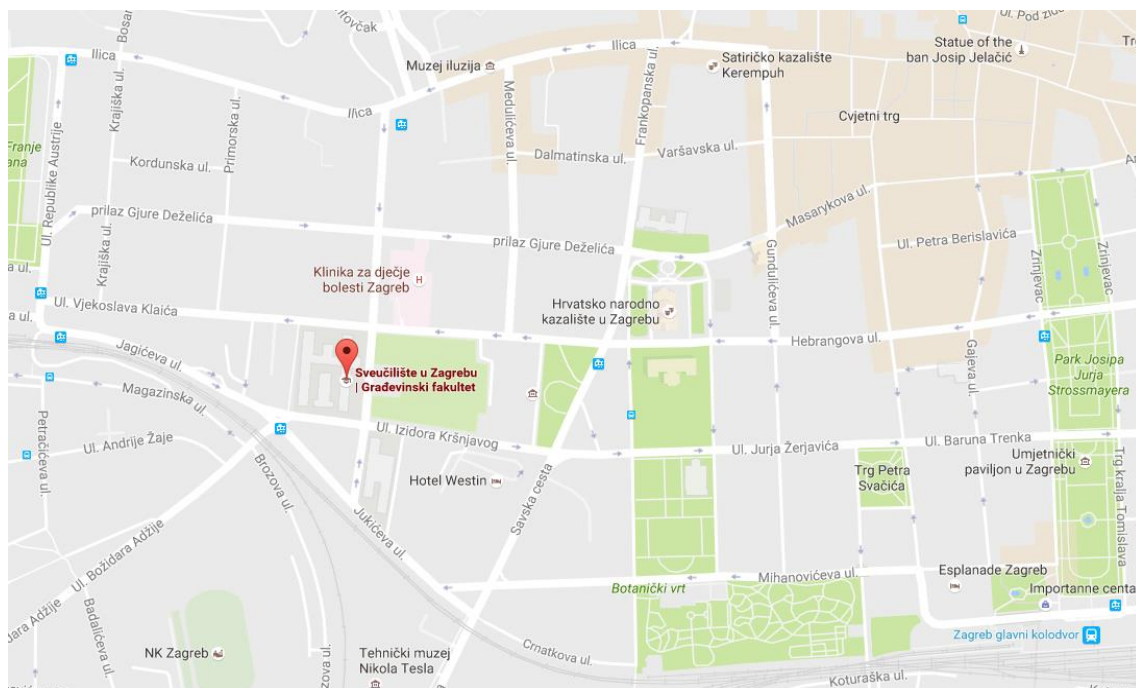 Ul. Pod zid
Ilica
Bosan
Ilica
Statue of the
ban Josip Jelačić
Satiričko kazalište
Kerempuh
Muzej iluzija
Krajiška ul.
Primorska ul.
Ilica
Medulićeva ul.
Frankopanska ul.
Cvjetni trg
Franje
Ul. Republike Austrije
Kordunska ul.
Dalmatinska ul.
Varšavska ul.
Masarykova ul.
prilaz Gjure Deželića
prilaz Gjure Deželića
Ul. Petra Berislavića
Zrinjevac
Zrinjevac
Krajiška ul.
Klinika za dječje
bolesti Zagreb
H
Gundulićeva ul.
Ul. Vjekoslava Klaića
Hrvatsko narodno
kazalište u Zagrebu
Hebrangova ul.
Gajeva ul.
Jagićeva ul.
Park Josipa
Jurja
Strossmayera
Sveučilište u Zagrebu
| Građevinski fakultet
Magazinska ul.
Petračićeva ul.
Ul. Andrije Žaje
Ul. Izidora Kršnjavog
Ul. Jurja Žerjavića
Ul. Baruna Trenka
Umjetnički
paviljon u Zagrebu
Trg Petra
Svačića
Hotel Westin
Brozova ul.
Savska cesta
Trg kralja Tomislava
Jukićeva ul.
Ul. Božidara Adžije
Botanički vrt
Mihanovićeva ul.
Esplanade Zagreb
Importanne centa
Badalićeva ul.
Zagreb glavni kolodvor
NK Zagreb
Tehnički muzej
Nikola Tesla
Crnatkova ul.
Koturaška ul.